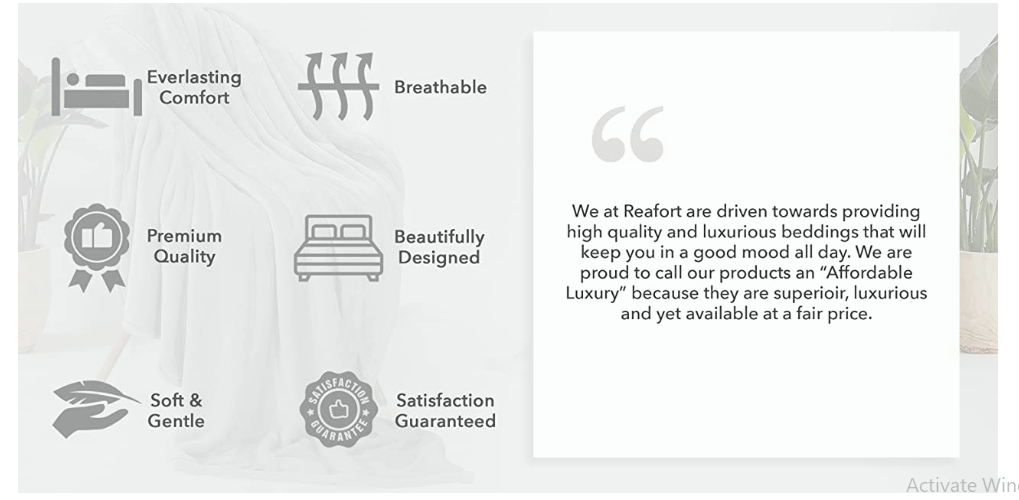 Everlasting
Comfort
Breathable
Premium
Quality
Beautifully
Designed
Soft &
Gentle
SATISFACTION
GUARANTEE
Satisfaction
Guaranteed
“
We at Reafort are driven towards providing
high quality and luxurious beddings that will
keep you in a good mood all day. We are
proud to call our products an “Affordable
Luxury” because they are superioir, luxurious
and yet available at a fair price.
Activate Win